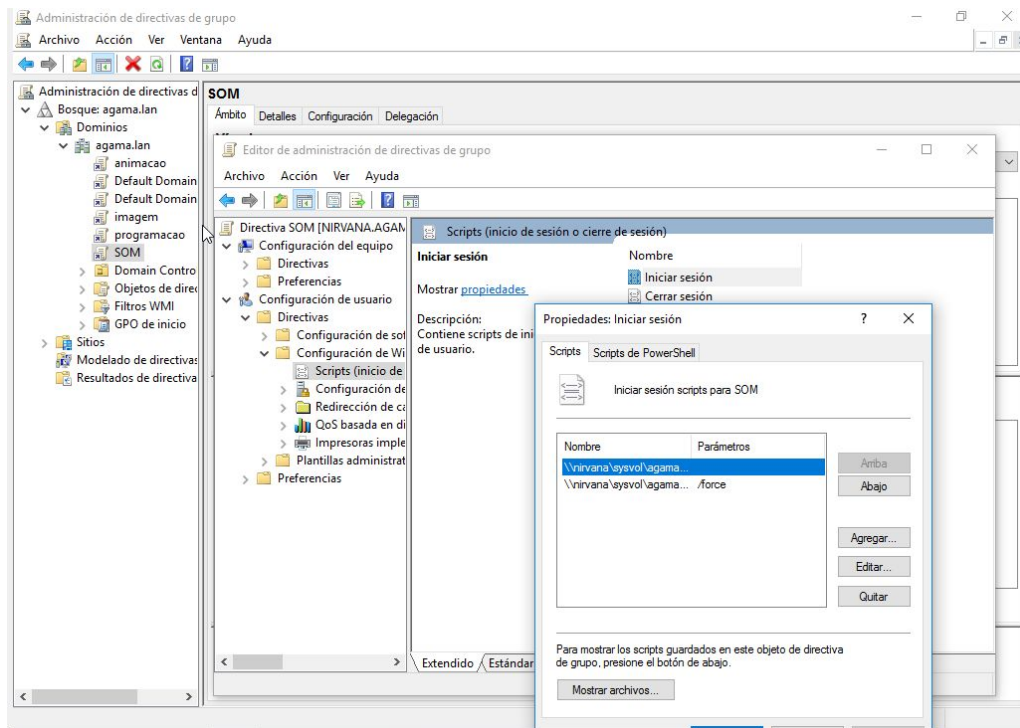 Administración de directivas de grupo
Archivo Acción Ver Ventana Ayuda
Administración de directivas d
Bosque: agama.lan
Dominios
agama.lan
animacao
Default Domain
Default Domain
imagem
programacao
SOM
Domain Contro
Objetos de direc
Filtros WMI
GPO de inicio
Sitios
Modelado de directivas
Resultados de directiva
SOM
Ámbito Detalles Configuración Delegación
Editor de administración de directivas de grupo
Archivo Acción Ver Ayuda
Directiva SOM [NIRVANA.AGAM
Configuración del equipo
Directivas
Preferencias
Configuración de usuario
Directivas
Configuración de sof
Configuración de Wi
Scripts (inicio de
Configuración de
Redirección de ca
QoS basada en di
Impresoras imple
Plantillas administrat
Preferencias
Scripts (inicio de sesión o cierre de sesión)
Iniciar sesión
Mostrar propiedades
Descripción:
Contiene scripts de ini
de usuario.
Nombre
Iniciar sesión
Cerrar sesión
Extendido Estándar
Propiedades: Iniciar sesión ? X
Scripts Scripts de PowerShell
Iniciar sesión scripts para SOM
Nombre Parámetros
\\nirvana\sysvol\agama...
\\nirvana\sysvol\agama... /force
Arriba
Abajo
Agregar...
Editar...
Quitar
Para mostrar los scripts guardados en este objeto de directiva
de grupo, presione el botón de abajo.
Mostrar archivos...